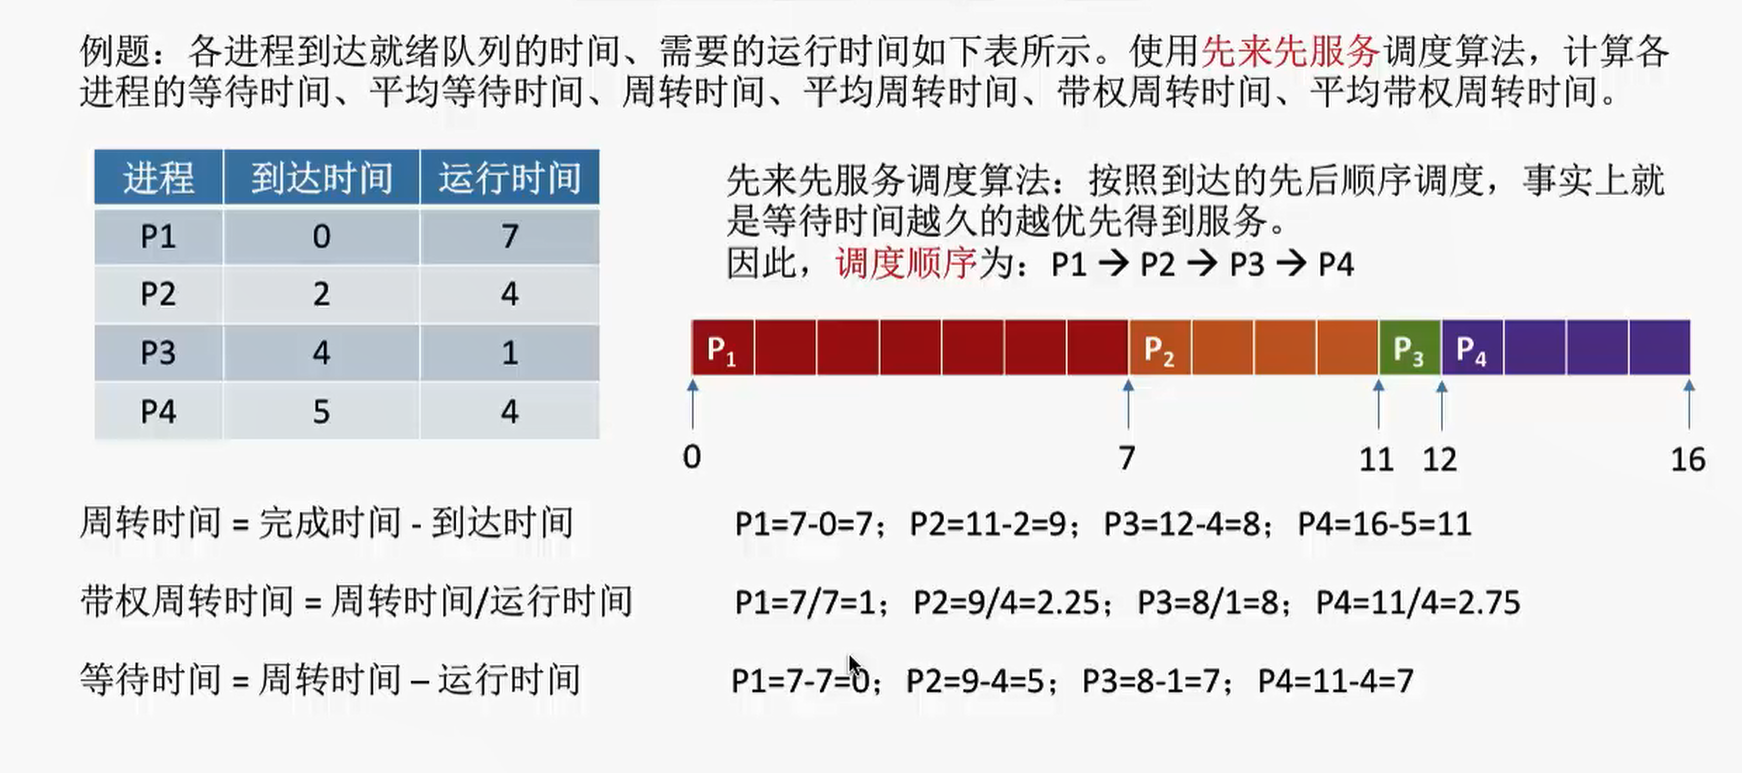 例题：各进程到达就绪队列的时间、需要的运行时间如下表所示。使用先来先服务调度算法，计算各
进程的等待时间、平均等待时间、周转时间、平均周转时间、带权周转时间、平均带权周转时间。
进程 到达时间 运行时间
P1 0 7
P2 2 4
P3 4 1
P4 5 4
先来先服务调度算法：按照到达的先后顺序调度，事实上就
是等待时间越久的越优先得到服务。
因此，调度顺序为：P1 → P2 → P3 → P4
P₁ P₂ P₃ P₄
0 7 11 12 16
周转时间 = 完成时间 - 到达时间 P1=7-0=7；P2=11-2=9；P3=12-4=8；P4=16-5=11
带权周转时间 = 周转时间/运行时间 P1=7/7=1；P2=9/4=2.25；P3=8/1=8；P4=11/4=2.75
等待时间 = 周转时间 – 运行时间 P1=7-7=0；P2=9-4=5；P3=8-1=7；P4=11-4=7